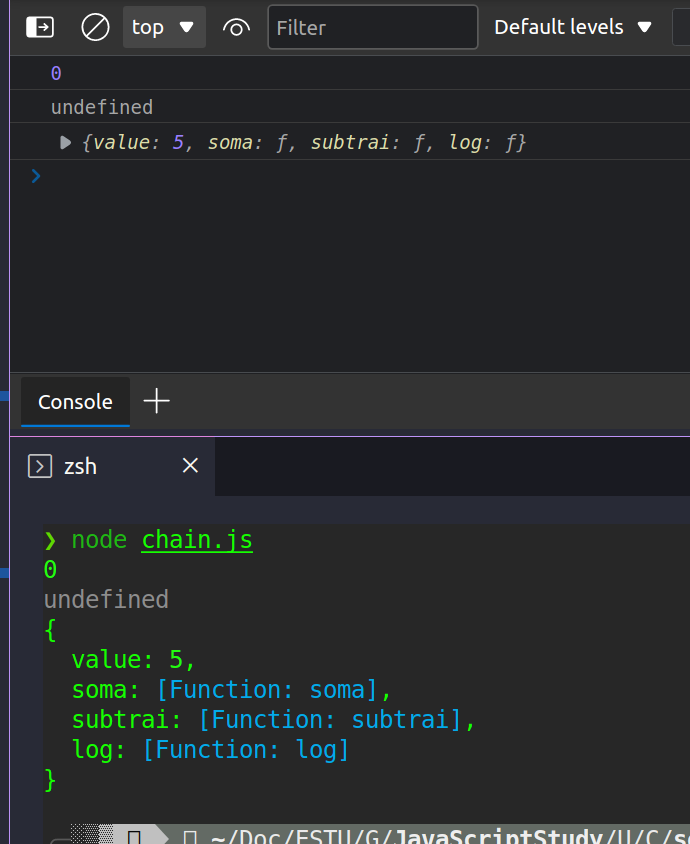 top Filter Default levels
0
undefined
{value: 5, soma: ƒ, subtrai: ƒ, log: ƒ}
Console
zsh
❯ node chain.js
0
undefined
{
value: 5,
soma: [Function: soma],
subtrai: [Function: subtrai],
log: [Function: log]
}
~/Doc/ESTU/G/JavaScriptStudy/U/C/s